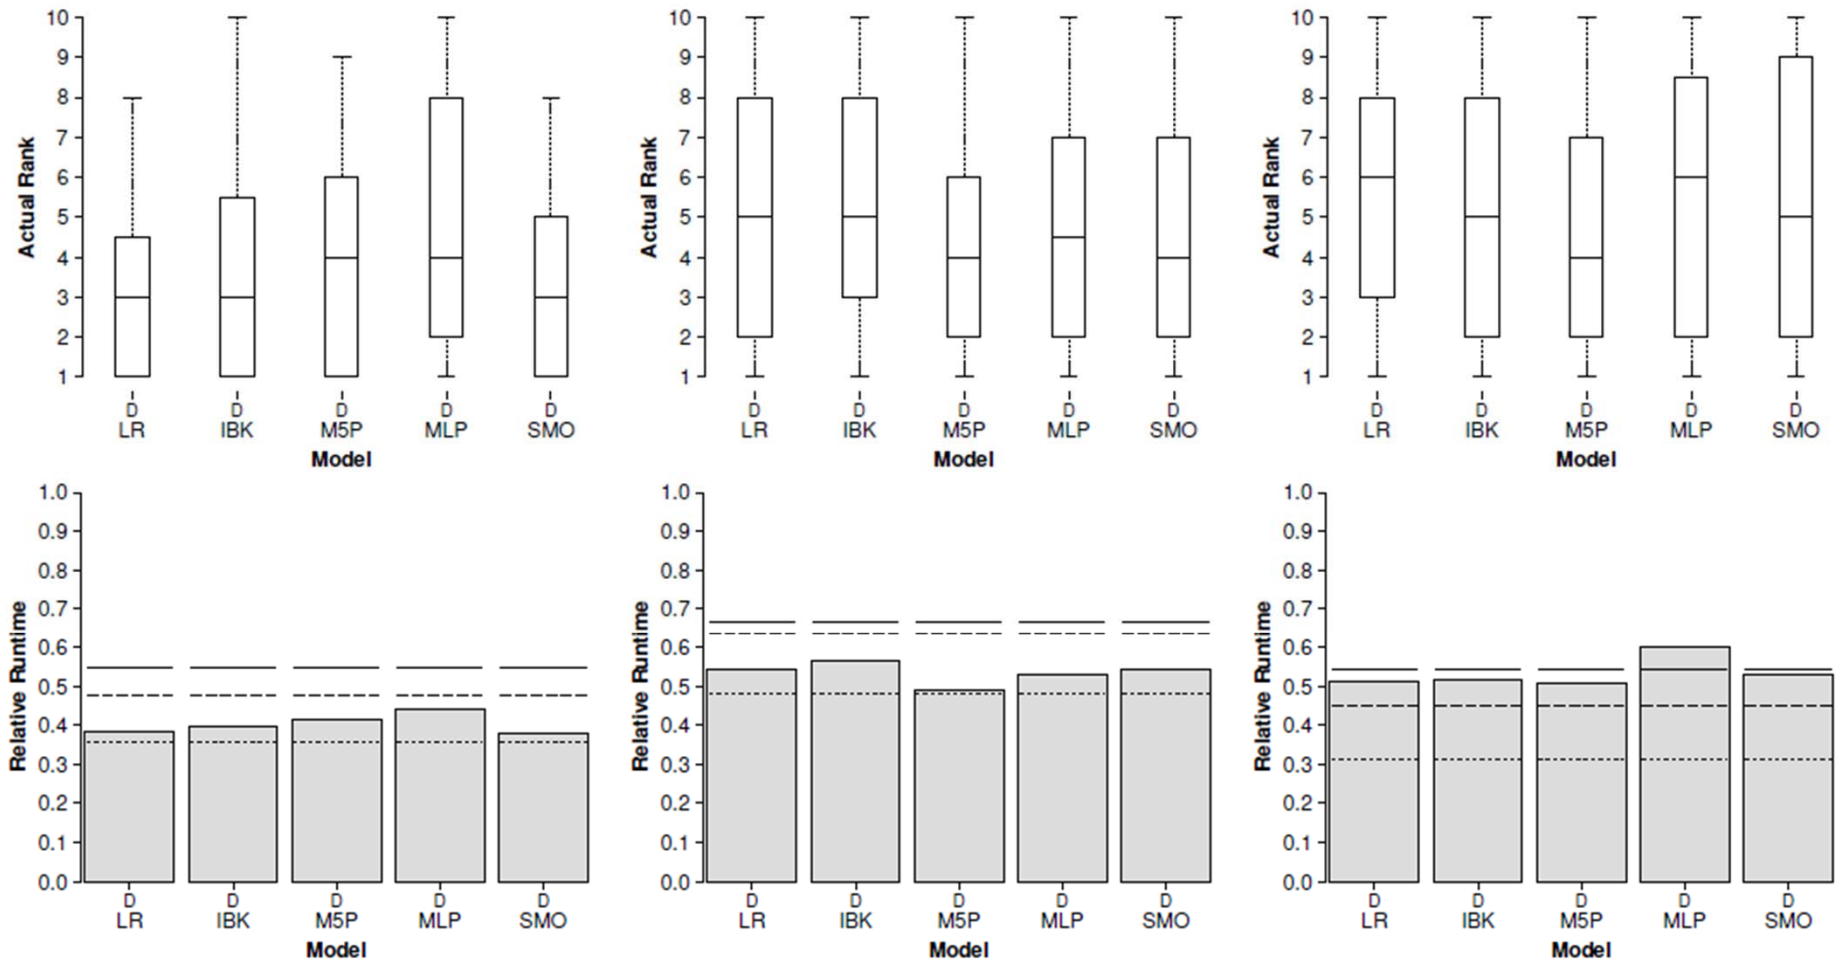 Actual Rank
10
9
8
7
6
5
4
3
2
1
D D D D D
LR IBK M5P MLP SMO
Model
Actual Rank
10
9
8
7
6
5
4
3
2
1
D D D D D
LR IBK M5P MLP SMO
Model
Actual Rank
10
9
8
7
6
5
4
3
2
1
D D D D D
LR IBK M5P MLP SMO
Model
Relative Runtime
1.0
0.9
0.8
0.7
0.6
0.5
0.4
0.3
0.2
0.1
0.0
D D D D D
LR IBK M5P MLP SMO
Model
Relative Runtime
1.0
0.9
0.8
0.7
0.6
0.5
0.4
0.3
0.2
0.1
0.0
D D D D D
LR IBK M5P MLP SMO
Model
Relative Runtime
1.0
0.9
0.8
0.7
0.6
0.5
0.4
0.3
0.2
0.1
0.0
D D D D D
LR IBK M5P MLP SMO
Model